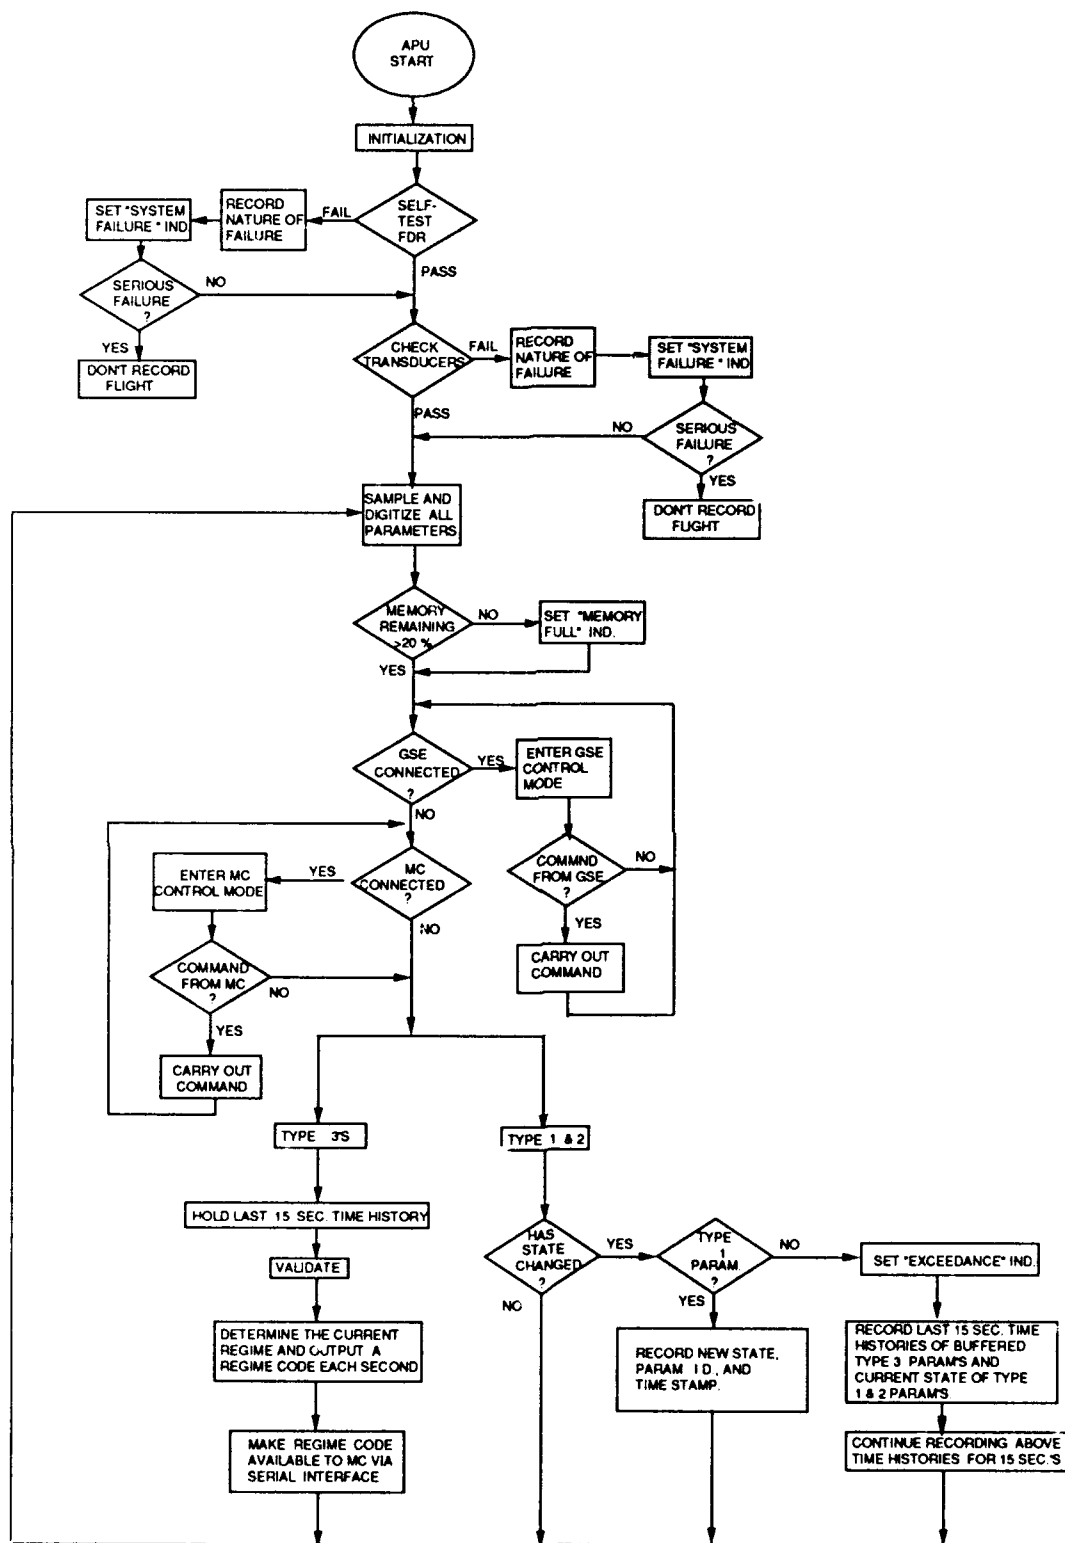 APU
START
INITIALIZATION
SELF-
TEST
FDR
FAIL
RECORD
NATURE OF
FAILURE
SET "SYSTEM
FAILURE " IND.
PASS
SERIOUS
FAILURE
?
NO
YES
DON'T RECORD
FLIGHT
CHECK
TRANSDUCERS
FAIL
RECORD
NATURE OF
FAILURE
SET "SYSTEM
FAILURE " IND
PASS
SERIOUS
FAILURE
?
NO
YES
DON'T RECORD
FLIGHT
SAMPLE AND
DIGITIZE ALL
PARAMETERS
MEMORY
REMAINING
>20 %
NO
SET "MEMORY
FULL" IND.
YES
GSE
CONNECTED
?
YES
ENTER GSE
CONTROL
MODE
NO
COMMND
FROM GSE
?
NO
YES
CARRY OUT
COMMAND
MC
CONNECTED
?
YES
ENTER MC
CONTROL MODE
NO
COMMAND
FROM MC
?
NO
YES
CARRY OUT
COMMAND
TYPE 3'S
TYPE 1 & 2
HOLD LAST 15 SEC. TIME HISTORY
VALIDATE
DETERMINE THE CURRENT
REGIME AND OUTPUT A
REGIME CODE EACH SECOND
MAKE REGIME CODE
AVAILABLE TO MC VIA
SERIAL INTERFACE
HAS
STATE
CHANGED
?
YES
NO
TYPE
1
PARAM.
?
NO
YES
RECORD NEW STATE,
PARAM I D., AND
TIME STAMP.
SET "EXCEEDANCE" IND.
RECORD LAST 15 SEC. TIME
HISTORIES OF BUFFERED
TYPE 3 PARAM'S AND
CURRENT STATE OF TYPE
1 & 2 PARAM'S
CONTINUE RECORDING ABOVE
TIME HISTORIES FOR 15 SEC.'S